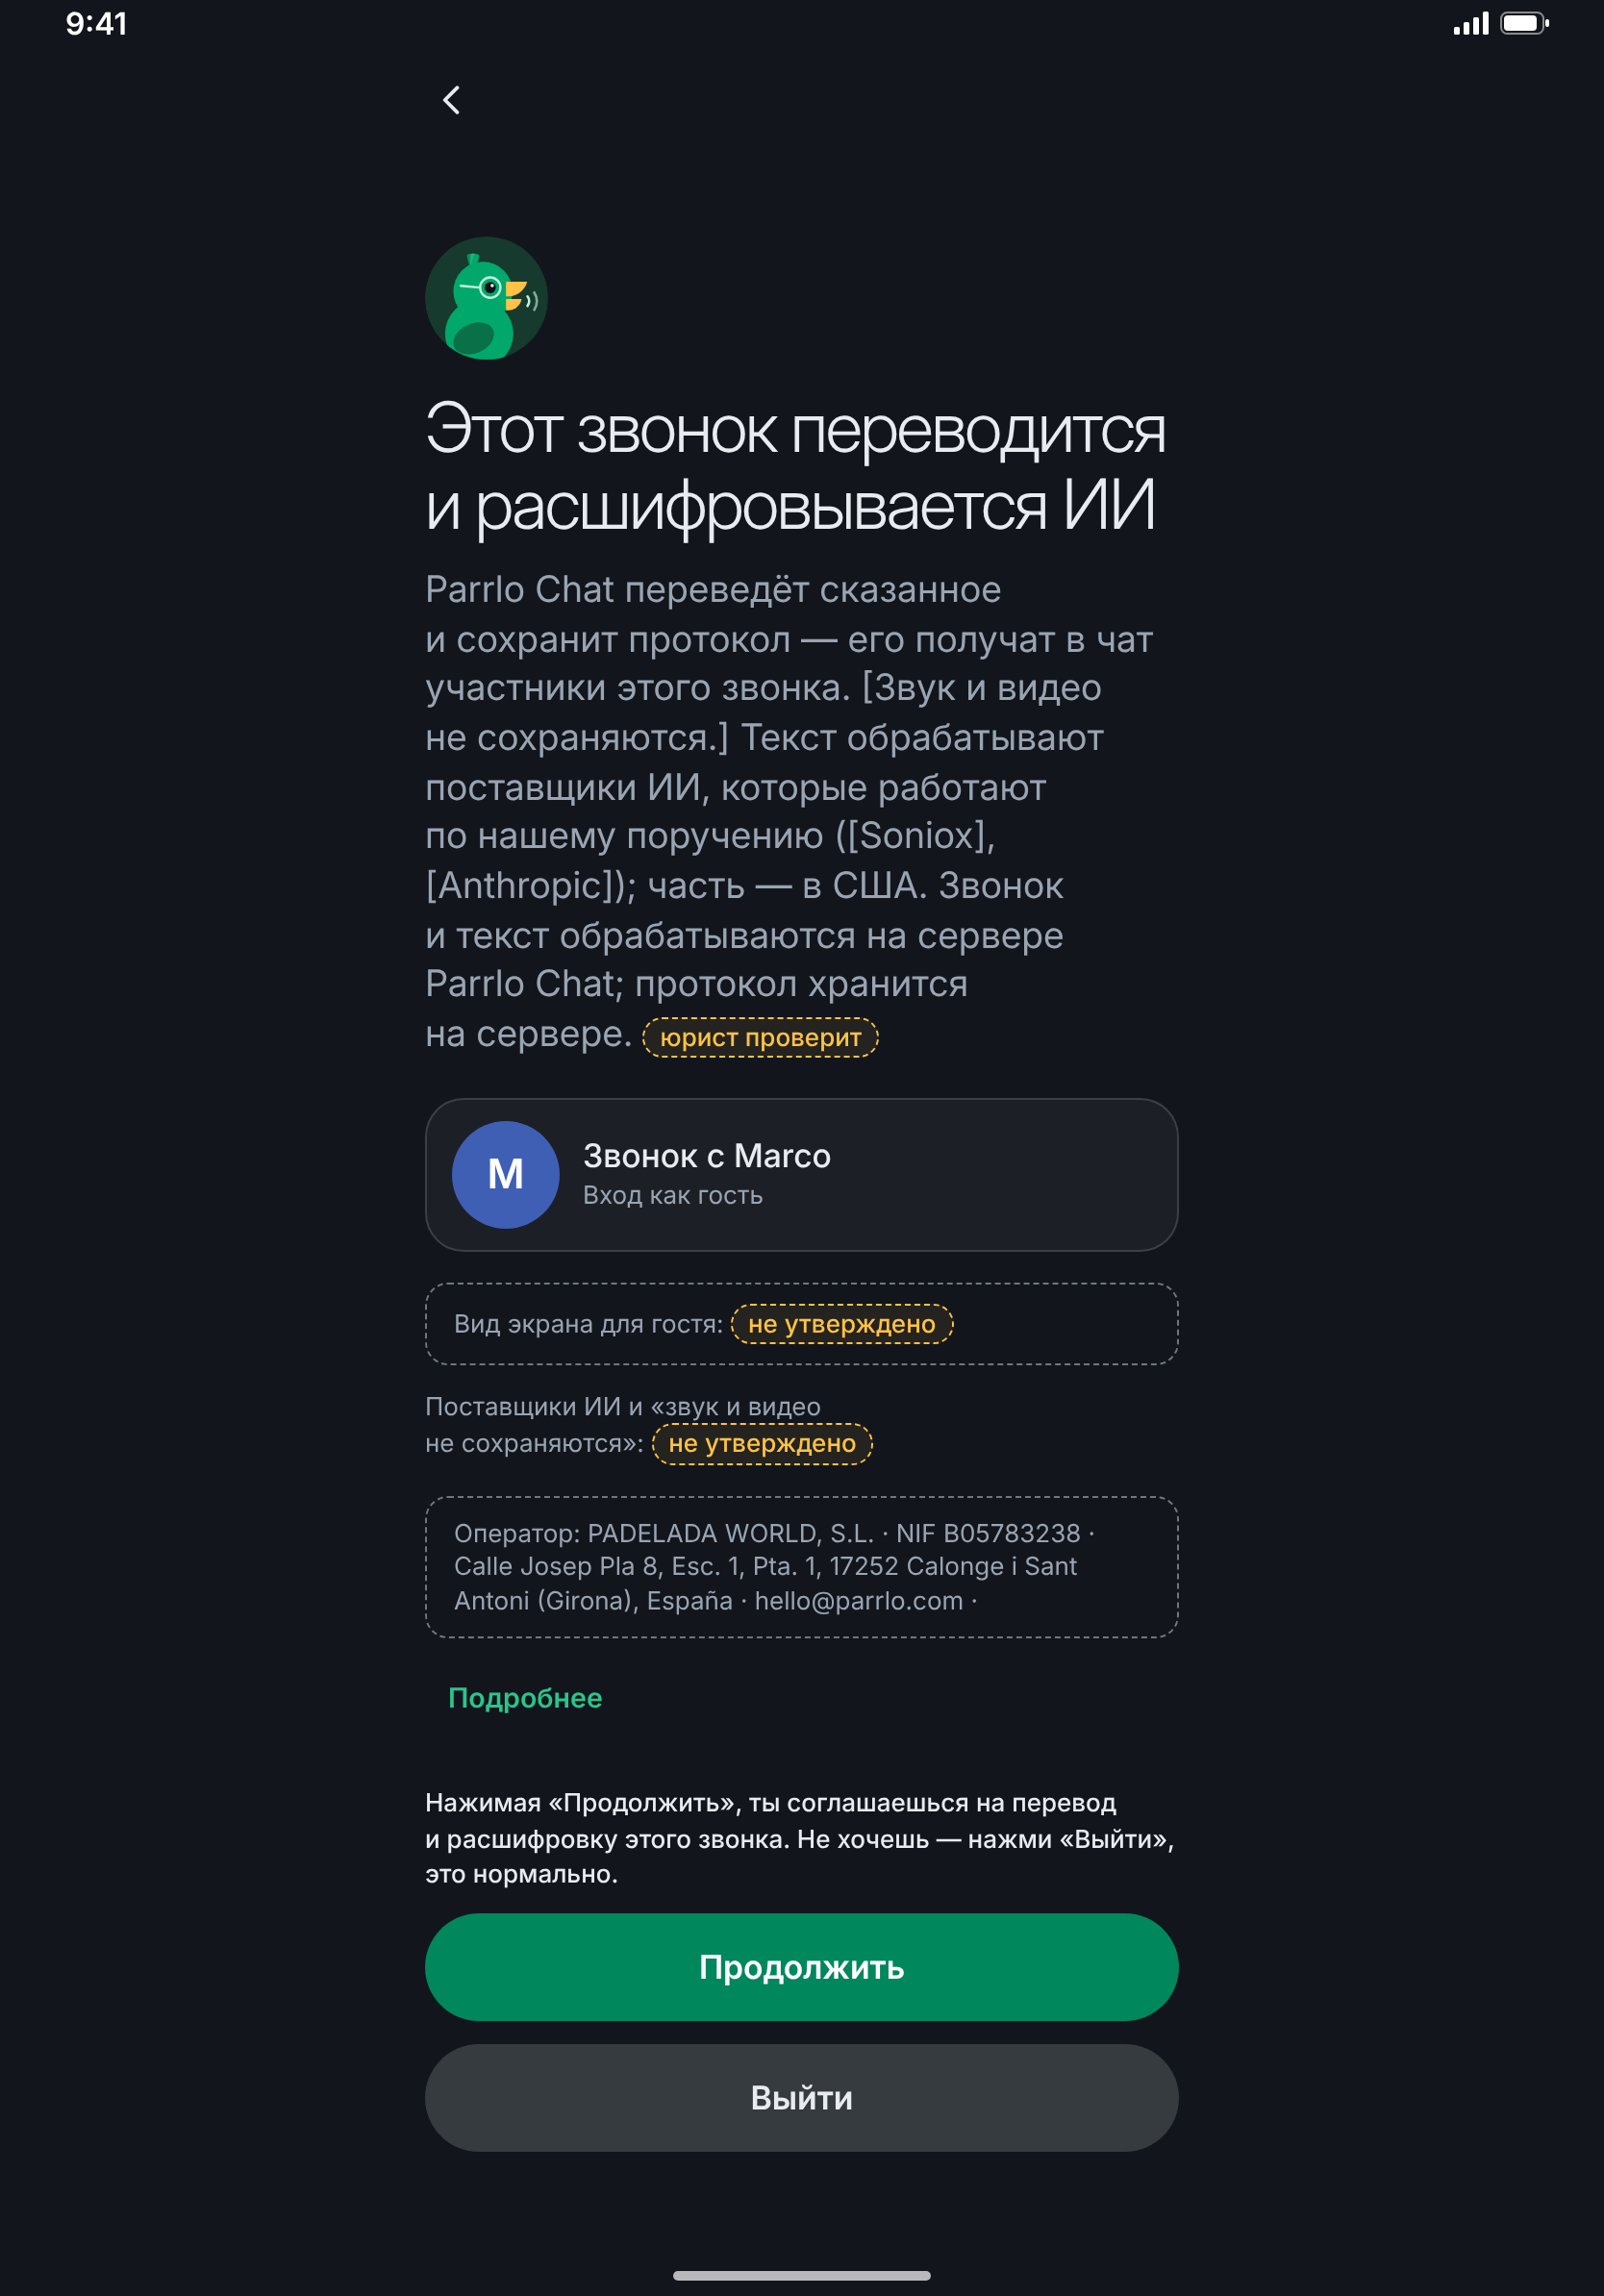 9:41
Этот звонок переводится
и расшифровывается ИИ
Parrlo Chat переведёт сказанное
и сохранит протокол — его получат в чат
участники этого звонка. [Звук и видео
не сохраняются.] Текст обрабатывают
поставщики ИИ, которые работают
по нашему поручению ([Soniox],
[Anthropic]); часть — в США. Звонок
и текст обрабатываются на сервере
Parrlo Chat; протокол хранится
на сервере. юрист проверит
M
Звонок с Marco
Вход как гость
Вид экрана для гостя: не утверждено
Поставщики ИИ и «звук и видео
не сохраняются»: не утверждено
Оператор: PADELADA WORLD, S.L. · NIF B05783238 ·
Calle Josep Pla 8, Esc. 1, Pta. 1, 17252 Calonge i Sant
Antoni (Girona), España · hello@parrlo.com ·
Подробнее
Нажимая «Продолжить», ты соглашаешься на перевод
и расшифровку этого звонка. Не хочешь — нажми «Выйти»,
это нормально.
Продолжить
Выйти